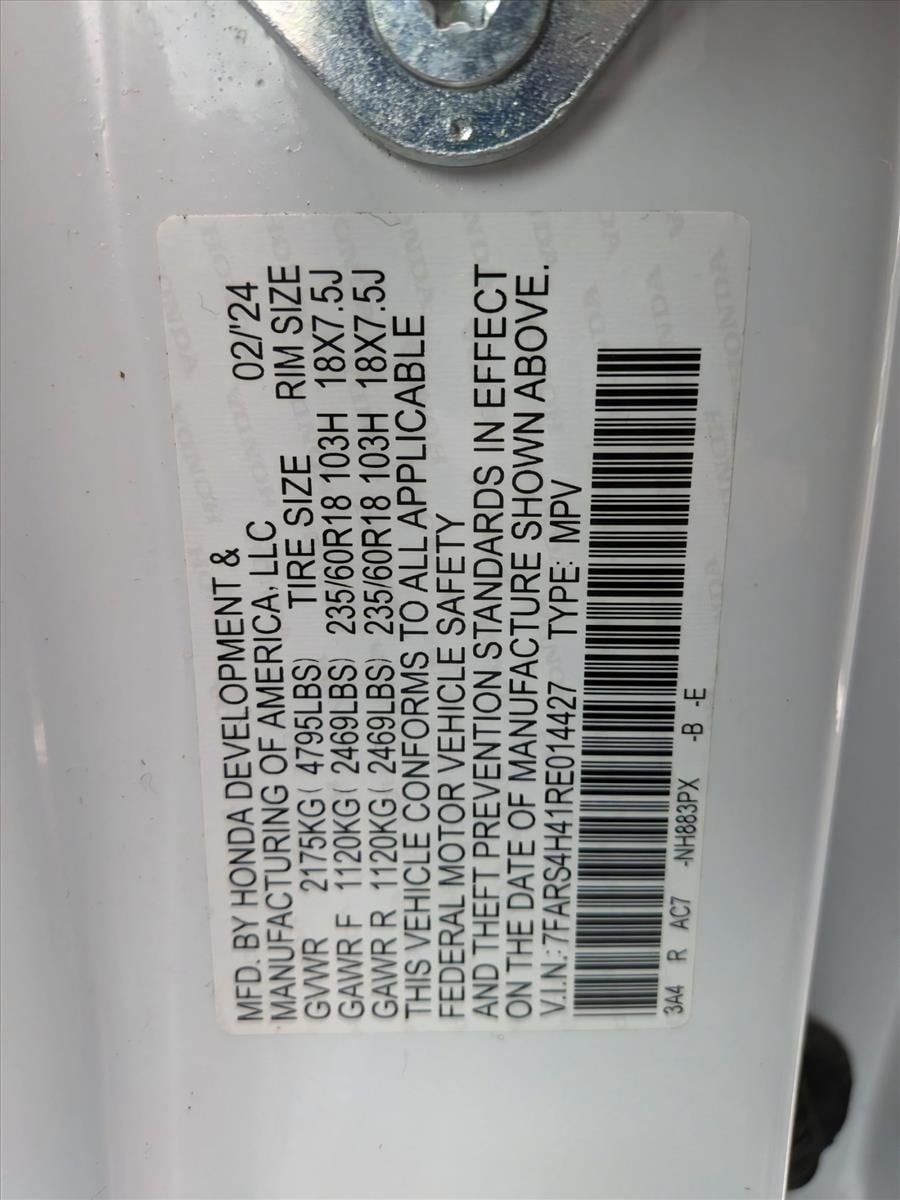 MFD. BY HONDA DEVELOPMENT & 02/'24
MANUFACTURING OF AMERICA, LLC
TIRE SIZE RIM SIZE
GVWR 2175KG( 4795LBS)
GAWR F 1120KG( 2469LBS) 235/60R18 103H 18X7.5J
GAWR R 1120KG( 2469LBS) 235/60R18 103H 18X7.5J
THIS VEHICLE CONFORMS TO ALL APPLICABLE
FEDERAL MOTOR VEHICLE SAFETY
AND THEFT PREVENTION STANDARDS IN EFFECT
ON THE DATE OF MANUFACTURE SHOWN ABOVE.
V.I.N.: 7FARS4H41RE014427 TYPE: MPV
3A4 R AC7 -NH883PX -B -E